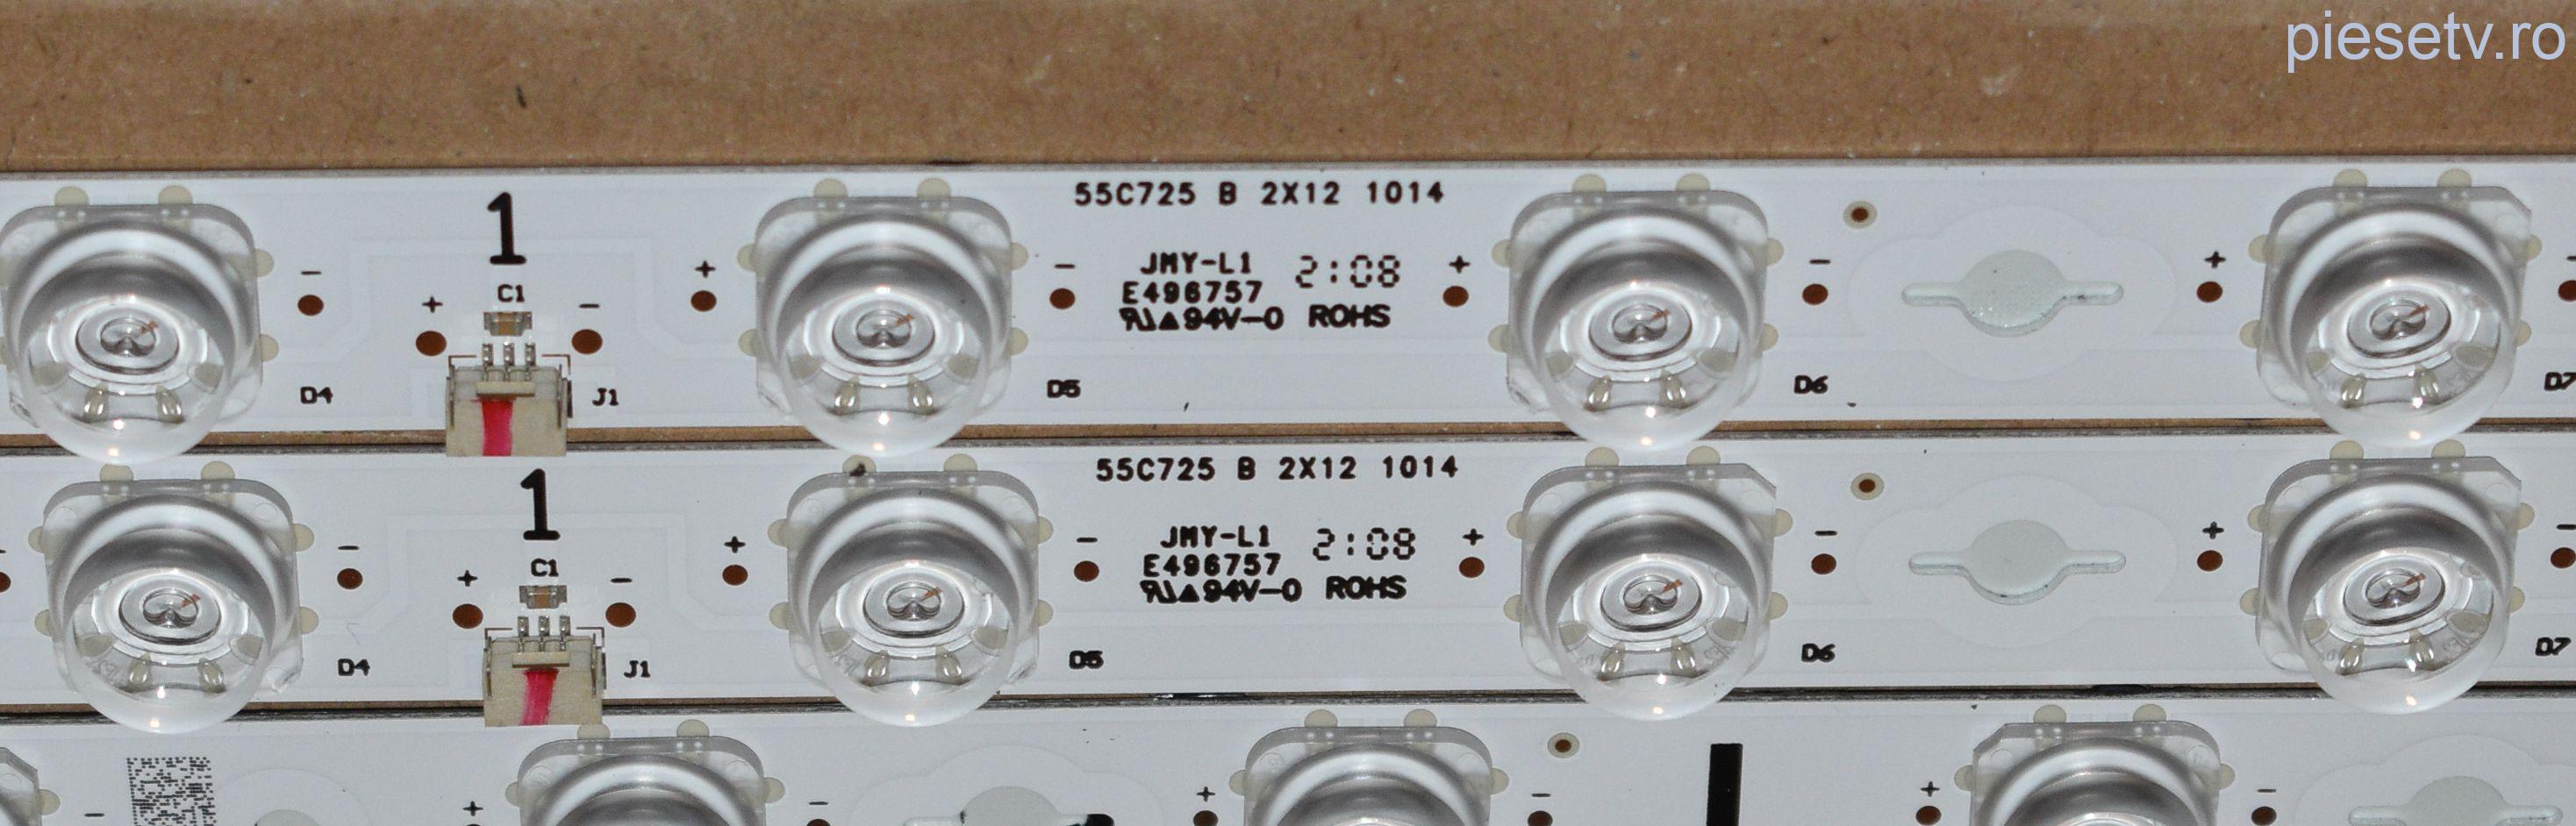 piesetv.ro
55C725 B 2X12 1014
1
C1
JMY-L1 2:08
E496757
94V-0 ROHS
D4
J1
D5
D6
D7
55C725 B 2X12 1014
1
C1
JMY-L1 2:08
E496757
94V-0 ROHS
D4
J1
D5
D6
D7